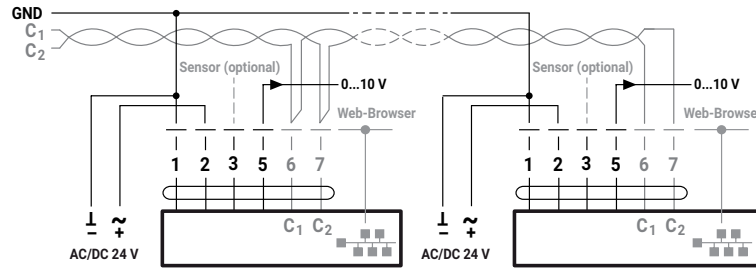 GND
C1
C2
Sensor (optional)
0...10 V
Web-Browser
Sensor (optional)
0...10 V
Web-Browser
1 2 3 5 6 7
1 2 3 5 6 7
⊥ ~
– +
AC/DC 24 V
C1 C2
⊥ ~
– +
AC/DC 24 V
C1 C2